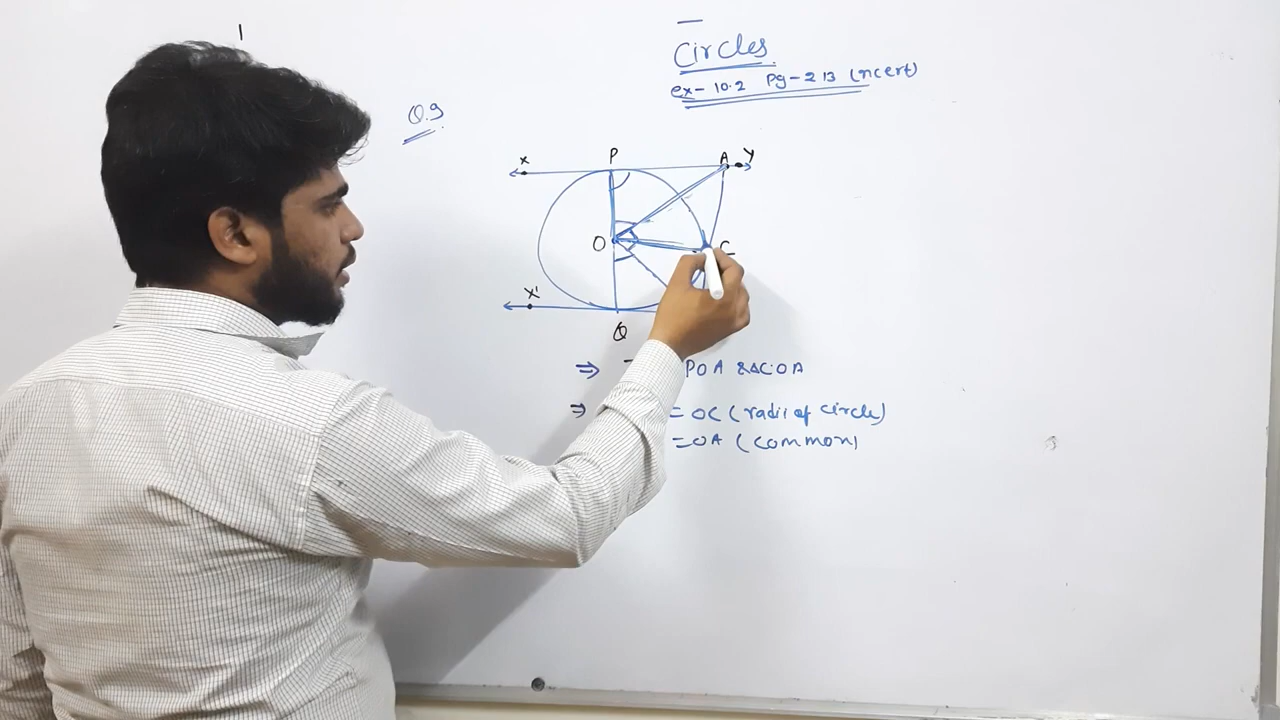 Circles
ex-10.2 Pg-213 (ncert)
Q.9
X P A Y
O C
X'
Q
⇒ POA & ΔCOA
⇒ = OC (radii of circle)
= OA (common)